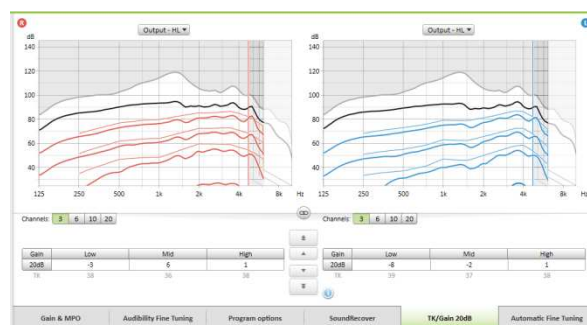 R
Output - HL
Output - HL
dB
dB
140
120
100
80
60
40
125 250 500 1k 2k 4k 8k Hz
140
120
100
80
60
40
125 250 500 1k 2k 4k 8k Hz
Channels: 3 6 10 20
Channels: 3 6 10 20
Gain Low Mid High
20dB -3 6 1
TK 38 36 38
Gain Low Mid High
20dB -8 -2 1
TK 39 37 38
Gain & MPO
Audibility Fine Tuning
Program options
SoundRecover
TK/Gain 20dB
Automatic Fine Tuning